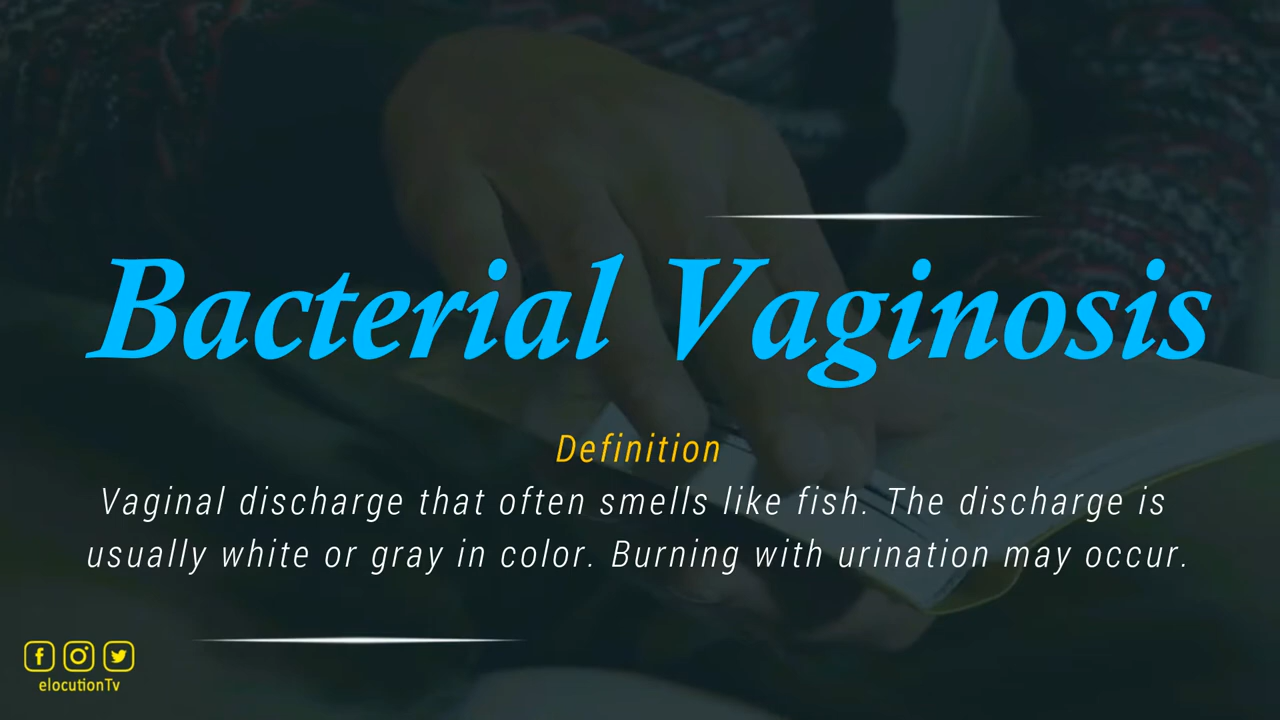 Bacterial Vaginosis
Definition
Vaginal discharge that often smells like fish. The discharge is
usually white or gray in color. Burning with urination may occur.
elocutionTv